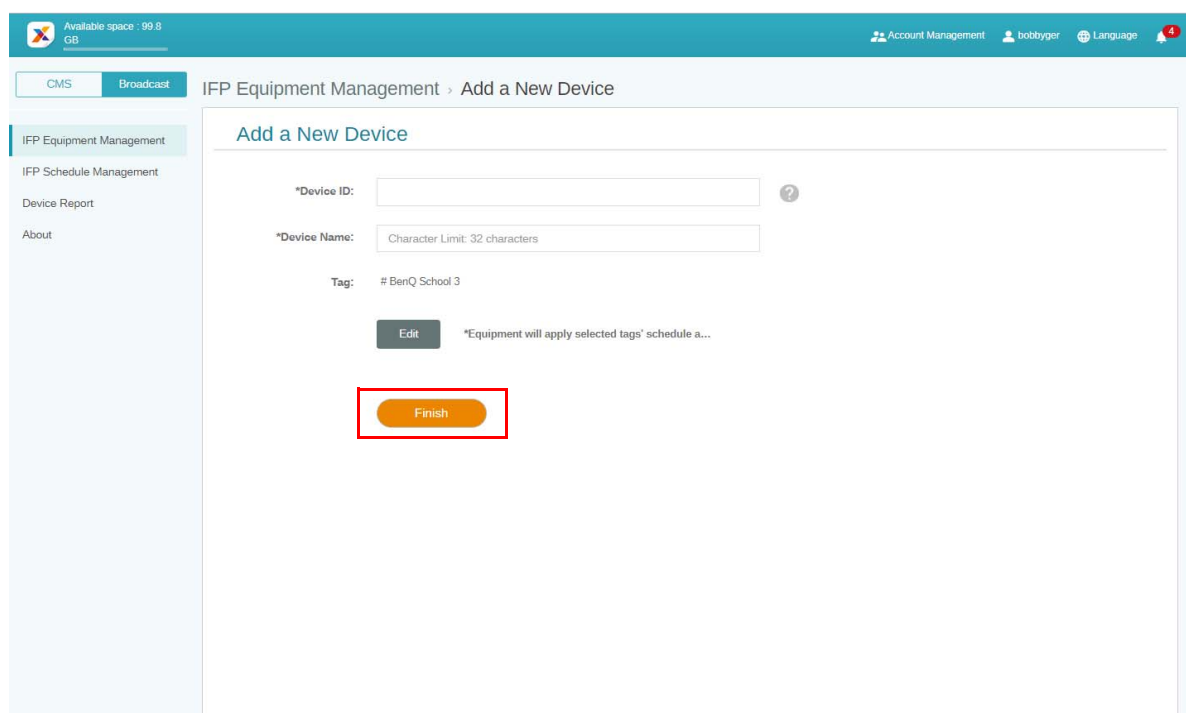 Available space : 99.8
GB
Account Management
bobbyger
Language
4
CMS
Broadcast
IFP Equipment Management › Add a New Device
IFP Equipment Management
IFP Schedule Management
Device Report
About
Add a New Device
*Device ID:
?
*Device Name:
Character Limit: 32 characters
Tag:
# BenQ School 3
Edit
*Equipment will apply selected tags' schedule a...
Finish